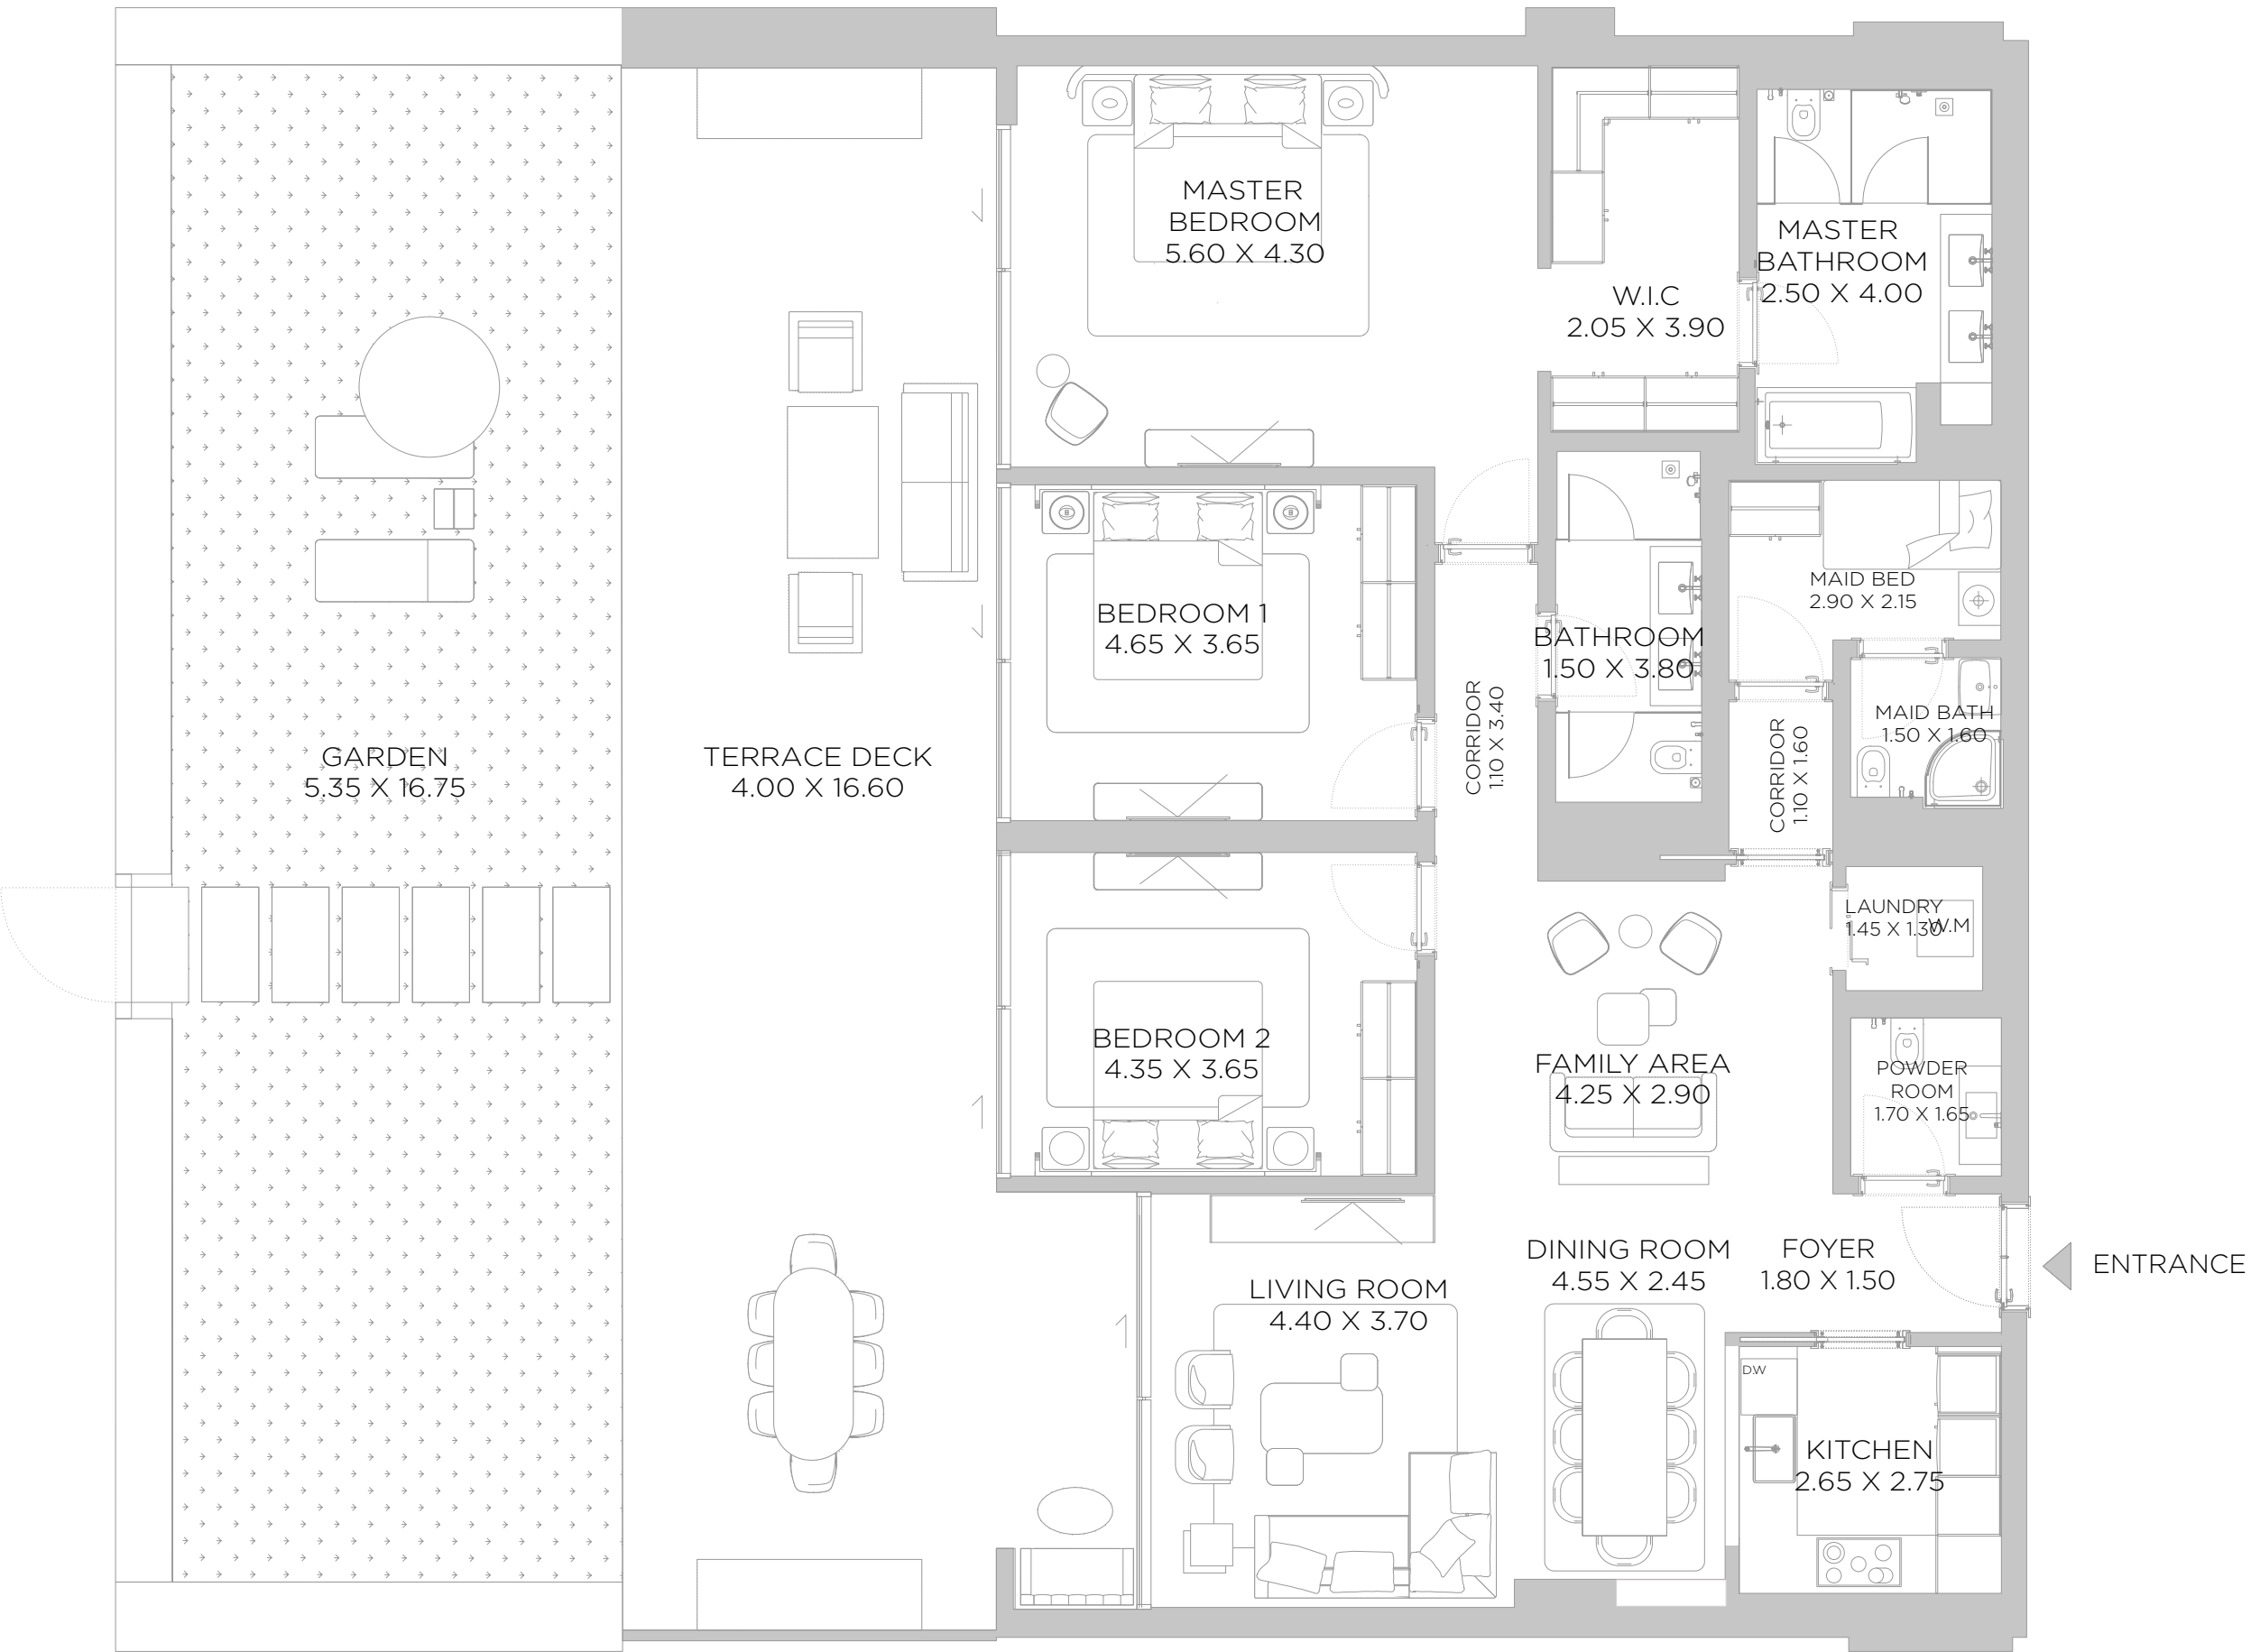 MASTER
BEDROOM
5.60 X 4.30
W.I.C
2.05 X 3.90
MASTER
BATHROOM
2.50 X 4.00
BEDROOM 1
4.65 X 3.65
BATHROOM
1.50 X 3.80
MAID BED
2.90 X 2.15
MAID BATH
1.50 X 1.60
CORRIDOR
1.10 X 3.40
CORRIDOR
1.10 X 1.60
GARDEN
5.35 X 16.75
TERRACE DECK
4.00 X 16.60
LAUNDRY
1.45 X 1.30
W.M
BEDROOM 2
4.35 X 3.65
FAMILY AREA
4.25 X 2.90
POWDER
ROOM
1.70 X 1.65
LIVING ROOM
4.40 X 3.70
DINING ROOM
4.55 X 2.45
FOYER
1.80 X 1.50
ENTRANCE
D.W
KITCHEN
2.65 X 2.75